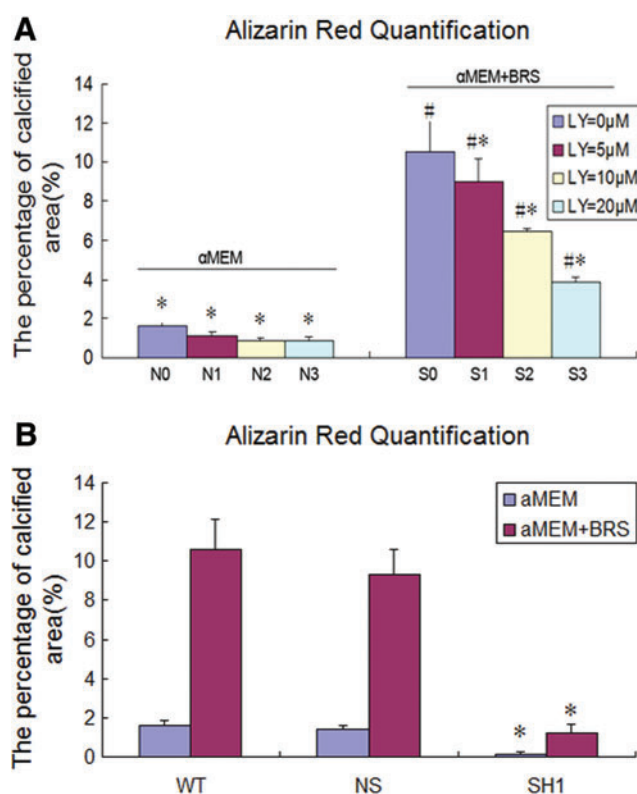 A
Alizarin Red Quantification
The percentage of calcified
area(%)
14
12
10
8
6
4
2
0
αMEM
αMEM+BRS
* * * *
# #* #* #*
LY=0μM
LY=5μM
LY=10μM
LY=20μM
N0 N1 N2 N3 S0 S1 S2 S3
B
Alizarin Red Quantification
The percentage of calcified
area(%)
14
12
10
8
6
4
2
0
aMEM
aMEM+BRS
* *
WT NS SH1